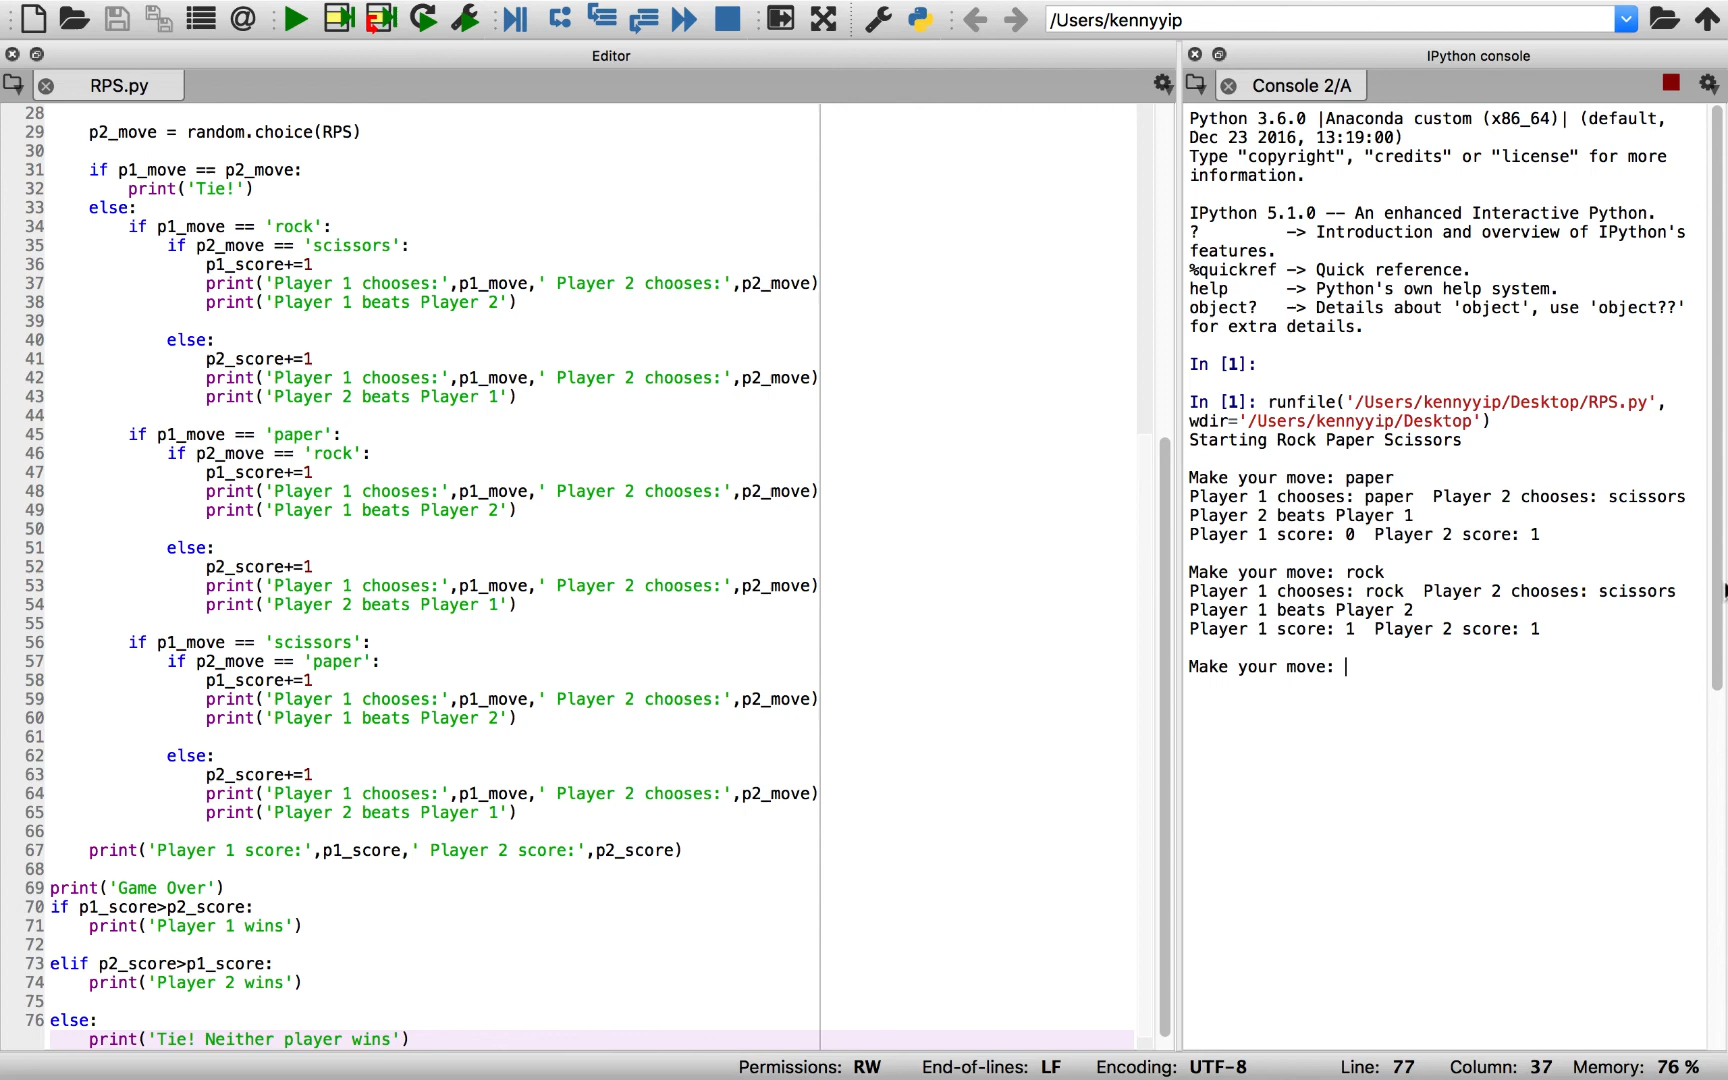 /Users/kennyyip
Editor
IPython console
RPS.py
Console 2/A
28
29 p2_move = random.choice(RPS)
30
31 if p1_move == p2_move:
32 print('Tie!')
33 else:
34 if p1_move == 'rock':
35 if p2_move == 'scissors':
36 p1_score+=1
37 print('Player 1 chooses:',p1_move,' Player 2 chooses:',p2_move)
38 print('Player 1 beats Player 2')
39
40 else:
41 p2_score+=1
42 print('Player 1 chooses:',p1_move,' Player 2 chooses:',p2_move)
43 print('Player 2 beats Player 1')
44
45 if p1_move == 'paper':
46 if p2_move == 'rock':
47 p1_score+=1
48 print('Player 1 chooses:',p1_move,' Player 2 chooses:',p2_move)
49 print('Player 1 beats Player 2')
50
51 else:
52 p2_score+=1
53 print('Player 1 chooses:',p1_move,' Player 2 chooses:',p2_move)
54 print('Player 2 beats Player 1')
55
56 if p1_move == 'scissors':
57 if p2_move == 'paper':
58 p1_score+=1
59 print('Player 1 chooses:',p1_move,' Player 2 chooses:',p2_move)
60 print('Player 1 beats Player 2')
61
62 else:
63 p2_score+=1
64 print('Player 1 chooses:',p1_move,' Player 2 chooses:',p2_move)
65 print('Player 2 beats Player 1')
66
67 print('Player 1 score:',p1_score,' Player 2 score:',p2_score)
68
69 print('Game Over')
70 if p1_score>p2_score:
71 print('Player 1 wins')
72
73 elif p2_score>p1_score:
74 print('Player 2 wins')
75
76 else:
print('Tie! Neither player wins')
Python 3.6.0 |Anaconda custom (x86_64)| (default,
Dec 23 2016, 13:19:00)
Type "copyright", "credits" or "license" for more
information.
IPython 5.1.0 -- An enhanced Interactive Python.
? -> Introduction and overview of IPython's
features.
%quickref -> Quick reference.
help -> Python's own help system.
object? -> Details about 'object', use 'object??'
for extra details.
In [1]:
In [1]: runfile('/Users/kennyyip/Desktop/RPS.py',
wdir='/Users/kennyyip/Desktop')
Starting Rock Paper Scissors
Make your move: paper
Player 1 chooses: paper  Player 2 chooses: scissors
Player 2 beats Player 1
Player 1 score: 0  Player 2 score: 1
Make your move: rock
Player 1 chooses: rock  Player 2 chooses: scissors
Player 1 beats Player 2
Player 1 score: 1  Player 2 score: 1
Make your move:
Permissions: RW End-of-lines: LF Encoding: UTF-8 Line: 77 Column: 37 Memory: 76 %